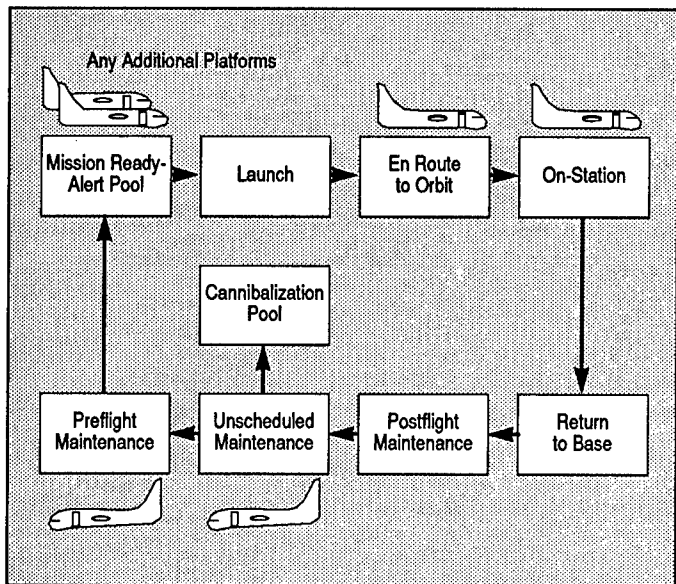 Any Additional Platforms
Mission Ready-
Alert Pool
Launch
En Route
to Orbit
On-Station
Cannibalization
Pool
Preflight
Maintenance
Unscheduled
Maintenance
Postflight
Maintenance
Return
to Base